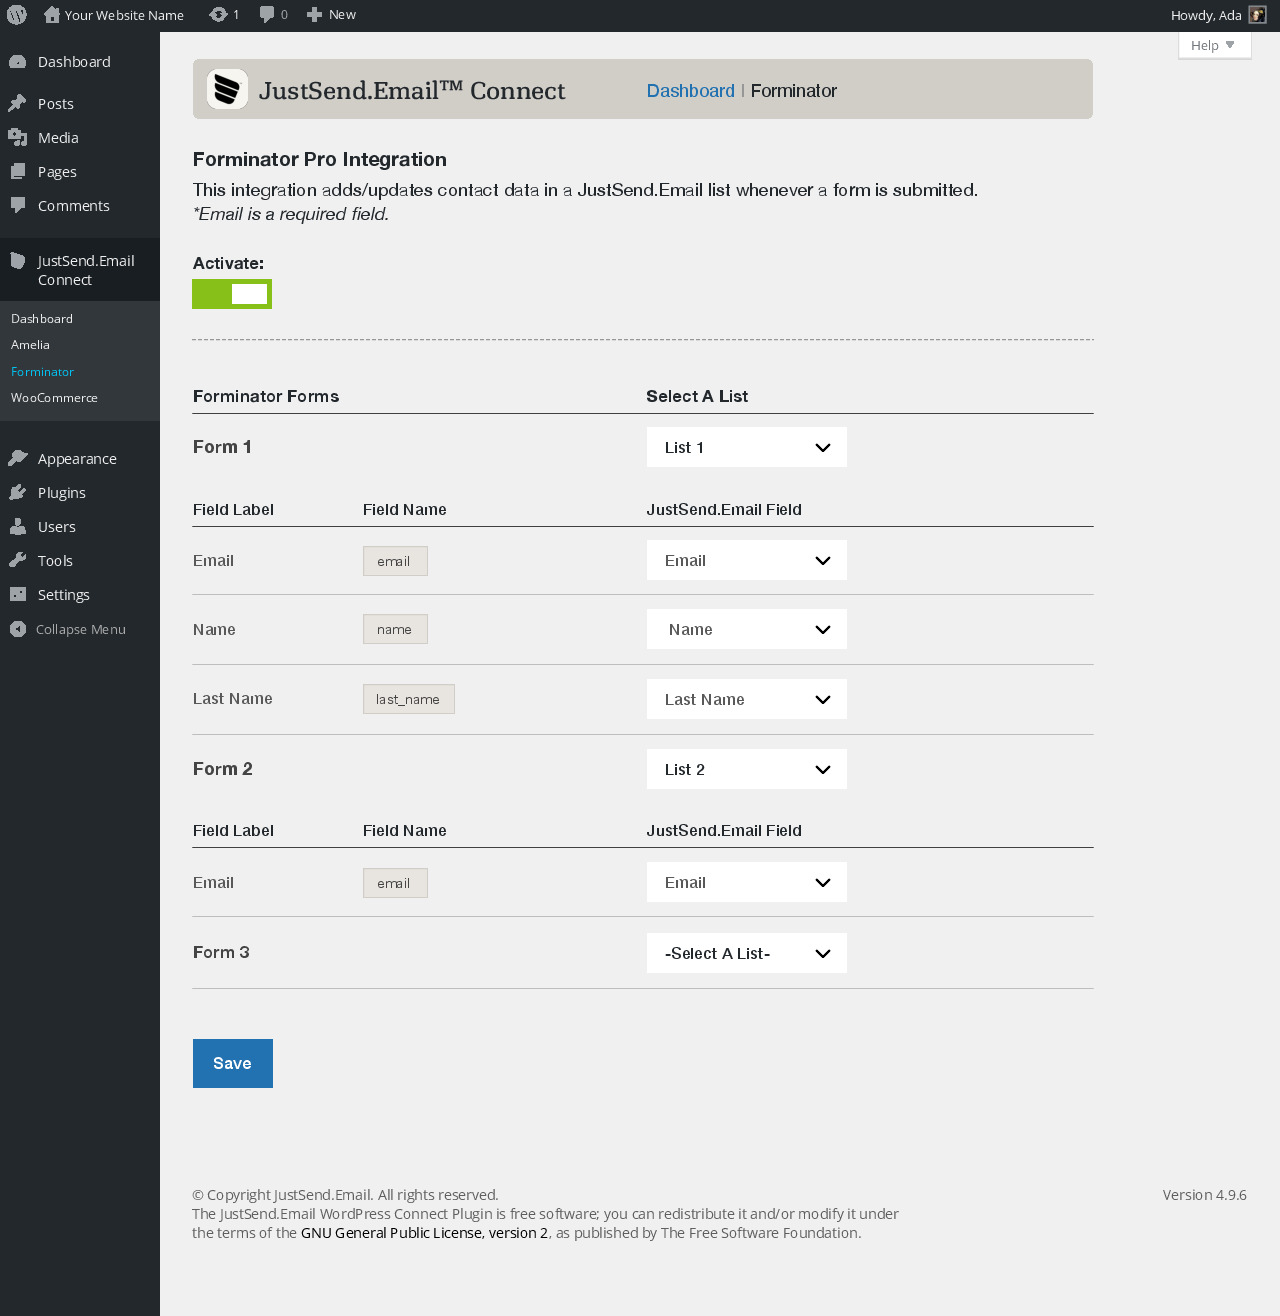 Your Website Name
1
0
New
Howdy, Ada
Help
Dashboard
Posts
Media
Pages
Comments
JustSend.Email
Connect
Dashboard
Amelia
Forminator
WooCommerce
Appearance
Plugins
Users
Tools
Settings
Collapse Menu
JustSend.Email™ Connect
Dashboard | Forminator
Forminator Pro Integration
This integration adds/updates contact data in a JustSend.Email list whenever a form is submitted.
*Email is a required field.
Activate:
Forminator Forms Select A List
Form 1 List 1
Field Label Field Name JustSend.Email Field
Email email Email
Name name Name
Last Name last_name Last Name
Form 2 List 2
Field Label Field Name JustSend.Email Field
Email email Email
Form 3 -Select A List-
Save
© Copyright JustSend.Email. All rights reserved.
The JustSend.Email WordPress Connect Plugin is free software; you can redistribute it and/or modify it under
the terms of the GNU General Public License, version 2, as published by The Free Software Foundation.
Version 4.9.6